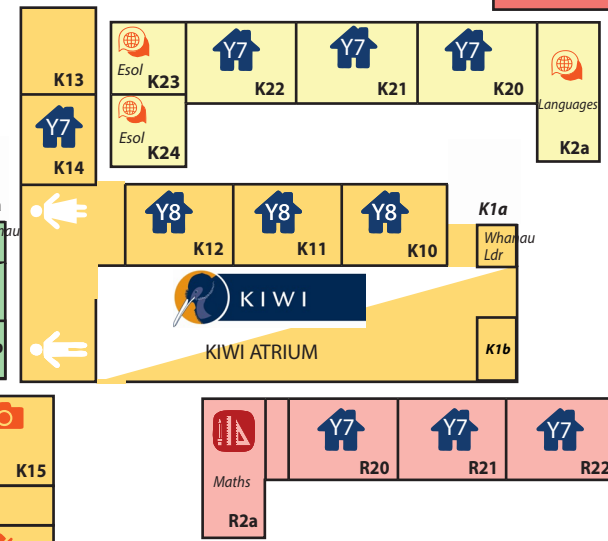 K13
Y7
K14
Esol
K23
Esol
K24
Y7
K22
Y7
K21
Y7
K20
Languages
K2a
Y8
K12
Y8
K11
Y8
K10
K1a
Whanau
Ldr
KIWI
KIWI ATRIUM
K1b
au
K15
Maths
R2a
Y7
R20
Y7
R21
Y7
R22